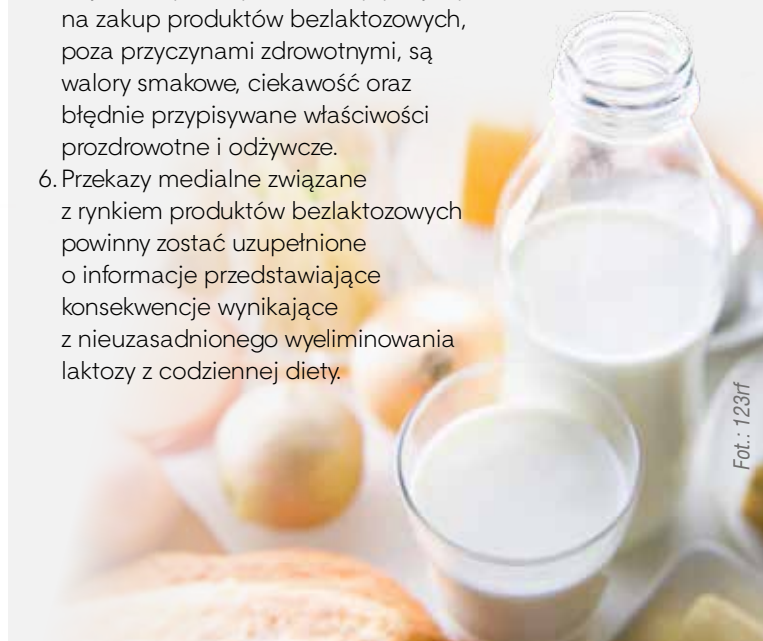 na zakup produktów bezlaktozowych,
poza przyczynami zdrowotnymi, są
walory smakowe, ciekawość oraz
błędnie przypisywane właściwości
prozdrowotne i odżywcze.
6. Przekazy medialne związane
z rynkiem produktów bezlaktozowych
powinny zostać uzupełnione
o informacje przedstawiające
konsekwencje wynikające
z nieuzasadnionego wyeliminowania
laktozy z codziennej diety.
Fot.: 123rf